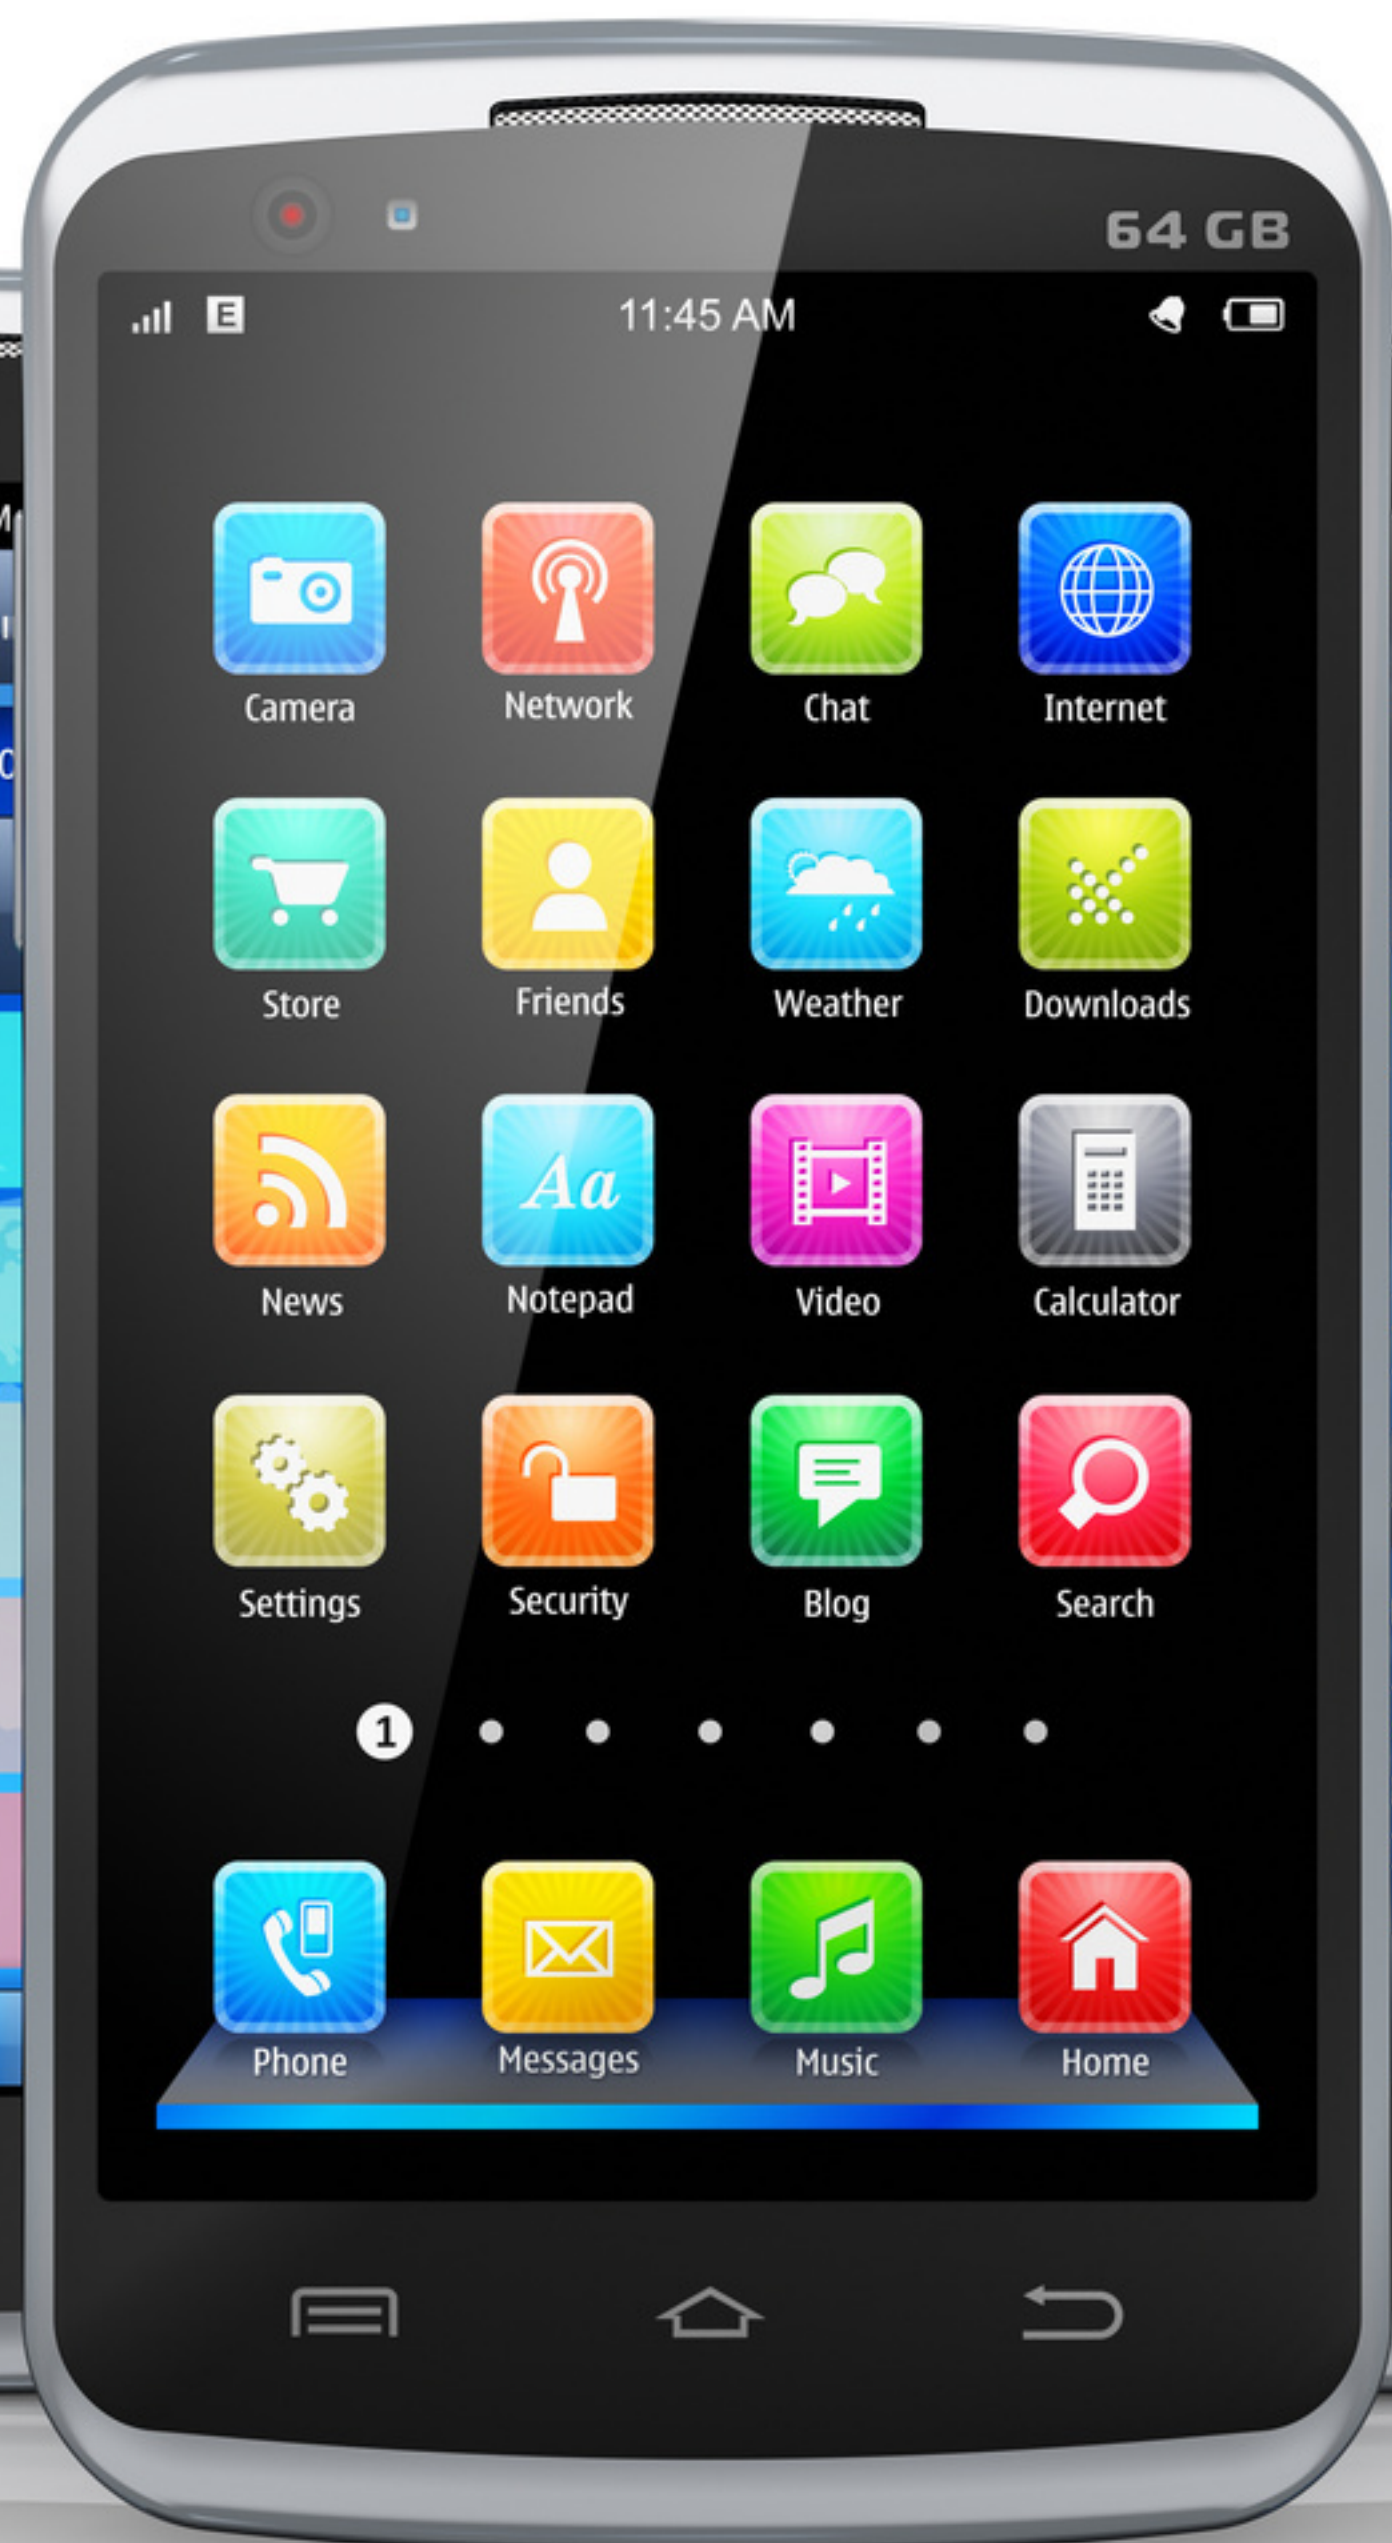 64 GB
E 11:45 AM
Camera Network Chat Internet
Store Friends Weather Downloads
Aa
News Notepad Video Calculator
Settings Security Blog Search
1
Phone Messages Music Home